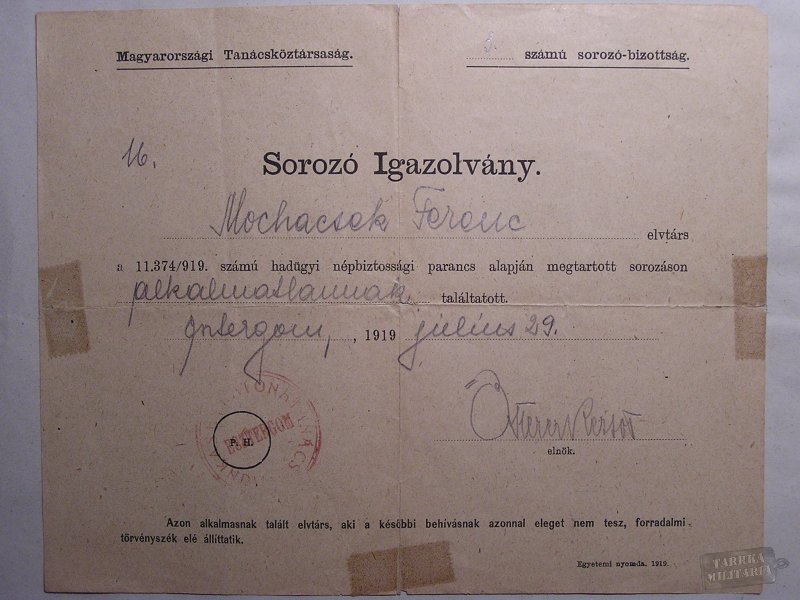 Magyarországi Tanácsköztársaság.
3. számú sorozó-bizottság.
16.
Sorozó Igazolvány.
Mochacsek Ferenc elvtárs
a 11.374/919. számú hadügyi népbiztossági parancs alapján megtartott sorozáson
alkalmatlannak találtatott.
1919 július 29.
P. H.
ESZTERGOM
elnök.
Azon alkalmasnak talált elvtárs, aki a későbbi behívásnak azonnal eleget nem tesz, forradalmi
törvényszék elé állíttatik.
Egyetemi nyomda. 1919.
TARRKA
MILITARIA